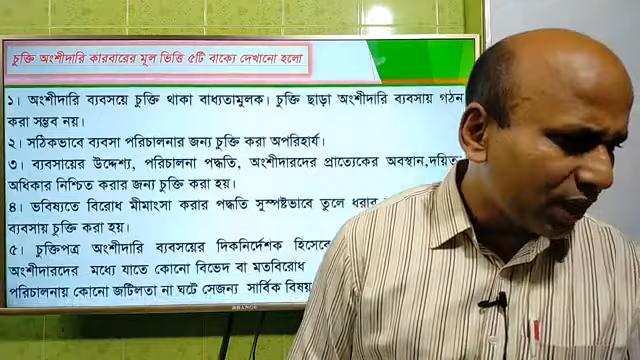 চুক্তি অংশীদারি কারবারের মূল ভিত্তি ৫টি বাক্যে দেখানো হলো
১। অংশীদারি ব্যবসয়ে চুক্তি থাকা বাধ্যতামুলক। চুক্তি ছাড়া অংশীদারি ব্যবসায় গঠন
করা সম্ভব নয়।
২। সঠিকভাবে ব্যবসা পরিচালনার জন্য চুক্তি করা অপরিহার্য।
৩। ব্যবসায়ের উদ্দেশ্য, পরিচালনা পদ্ধতি, অংশীদারদের প্রাত্যেকের অবস্থান,দয়িত্ব
অধিকার নিশ্চিত করার জন্য চুক্তি করা হয়।
৪। ভবিষ্যতে বিরোধ মীমাংসা করার পদ্ধতি সুস্পষ্টভাবে তুলে ধরার
ব্যবসায় চুক্তি করা হয়।
৫। চুক্তিপত্র অংশীদারি ব্যবসয়ের দিকনির্দেশক হিসেবে
অংশীদারদের মধ্যে যাতে কোনো বিভেদ বা মতবিরোধ
পরিচালনায় কোনো জটিলতা না ঘটে সেজন্য সার্বিক বিষয়